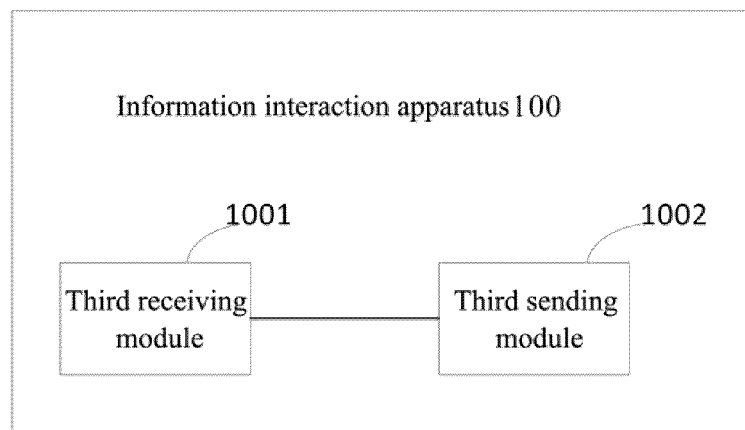 Information interaction apparatus100
1001
1002
Third receiving
module
Third sending
module